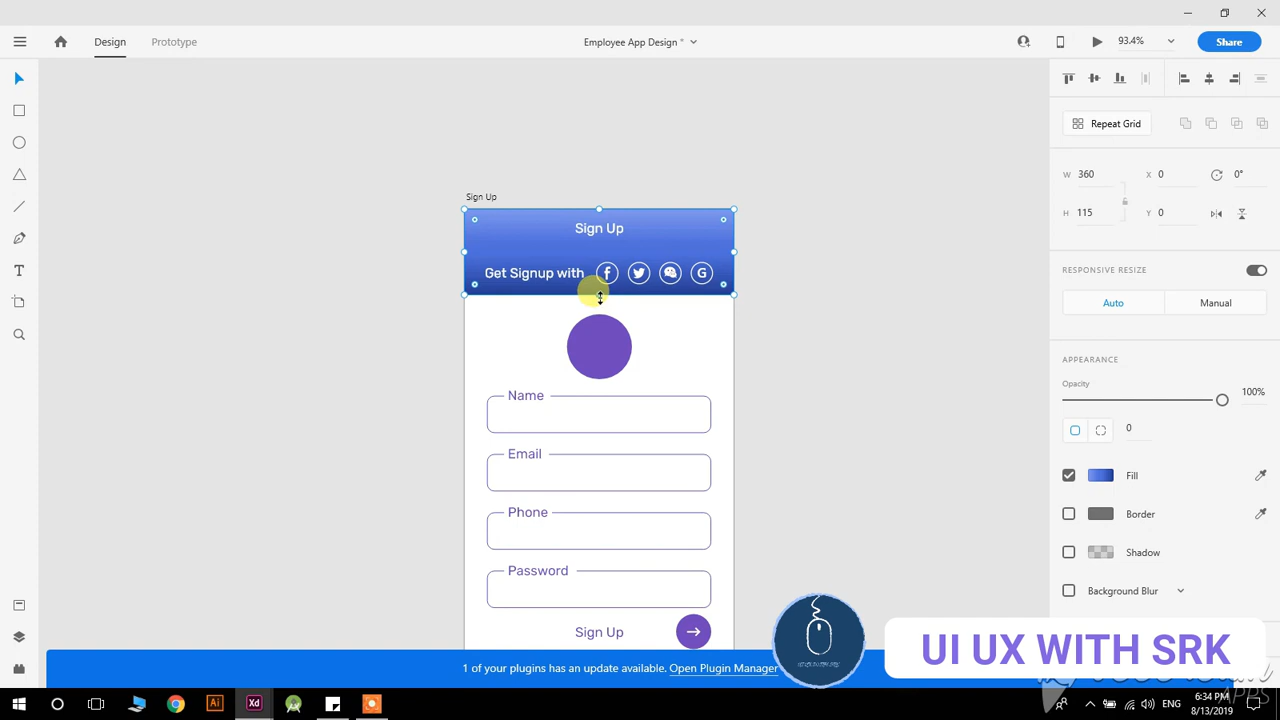 Design
Prototype
Employee App Design *
93.4%
Share
Repeat Grid
W 360
X 0
0°
H 115
Y 0
RESPONSIVE RESIZE
Auto
Manual
APPEARANCE
Opacity
100%
0
Fill
Border
Shadow
Background Blur
Sign Up
Sign Up
Get Signup with
G
Name
Email
Phone
Password
Sign Up
1 of your plugins has an update available. Open Plugin Manager
UI UX WITH SRK
APPS
Ai
Xd
6:34 PM
8/13/2019